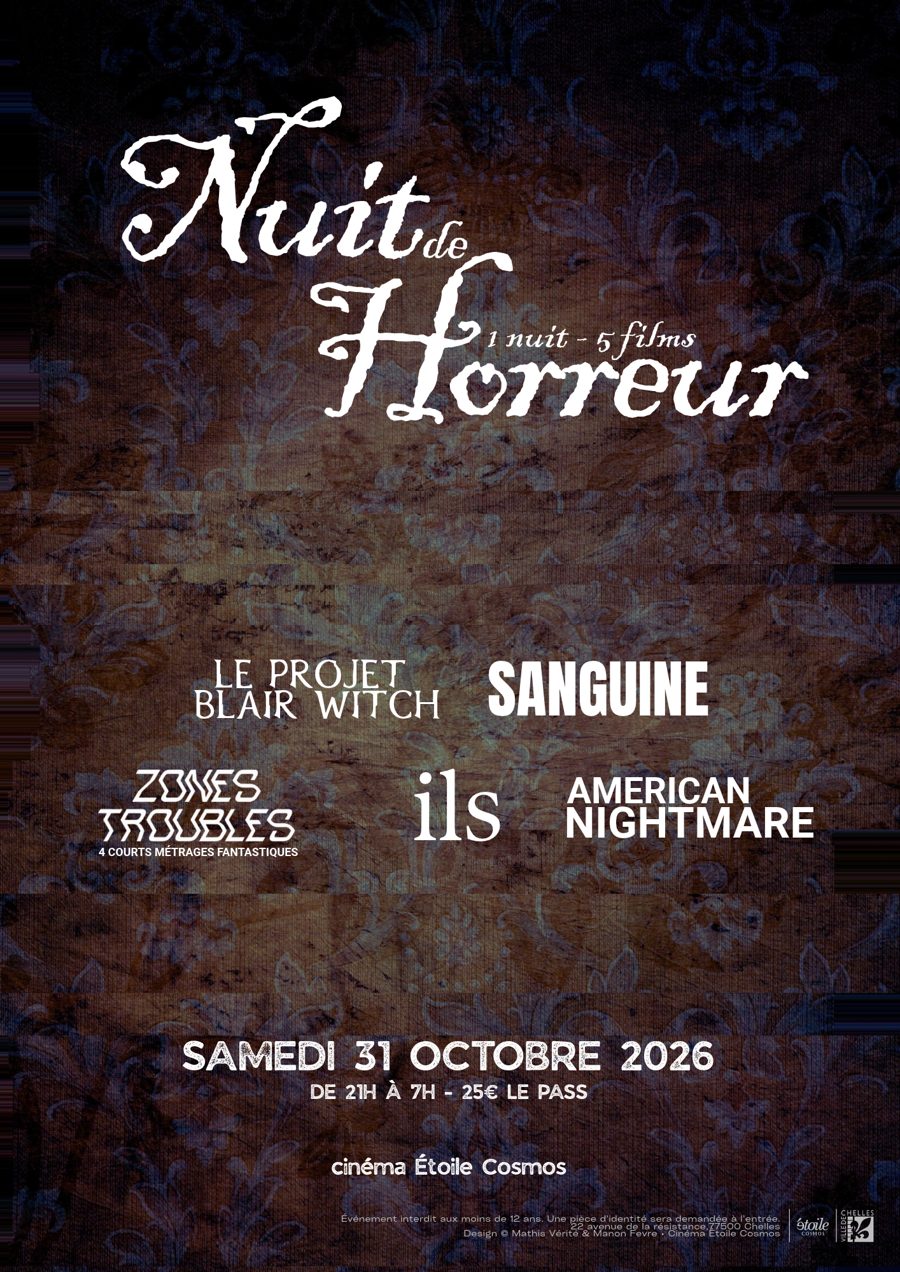 Nuit de
Horreur
1 nuit - 5 films
LE PROJET
BLAIR WITCH
SANGUINE
ZONES
TROUBLES
4 COURTS MÉTRAGES FANTASTIQUES
ils
AMERICAN
NIGHTMARE
SAMEDI 31 OCTOBRE 2026
DE 21H À 7H - 25€ LE PASS
cinéma Étoile Cosmos
Événement interdit aux moins de 12 ans. Une pièce d'identité sera demandée à l'entrée.
22 avenue de la résistance,77500 Chelles
Design © Mathis Vérité & Manon Fevre - Cinéma Étoile Cosmos
étoile
COSMOS
VILLE DE
CHELLES